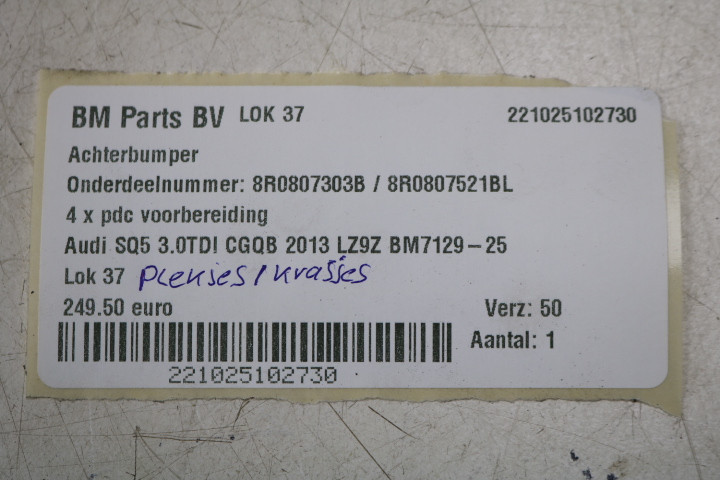 BM Parts BV LOK 37 221025102730
Achterbumper
Onderdeelnummer: 8R0807303B / 8R0807521BL
4 x pdc voorbereiding
Audi SQ5 3.0TDI CGQB 2013 LZ9Z BM7129-25
Lok 37 Plekjes / krasjes
249.50 euro Verz: 50
Aantal: 1
221025102730